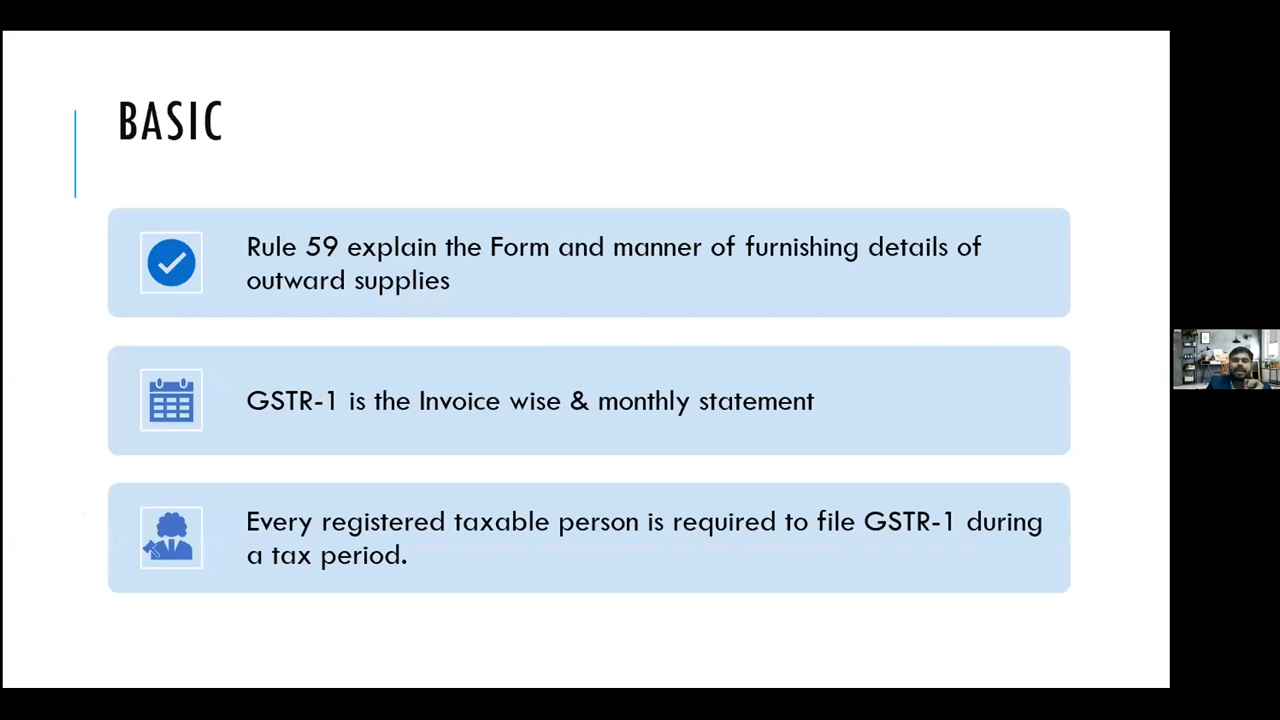 BASIC
Rule 59 explain the Form and manner of furnishing details of
outward supplies
GSTR-1 is the Invoice wise & monthly statement
Every registered taxable person is required to file GSTR-1 during
a tax period.